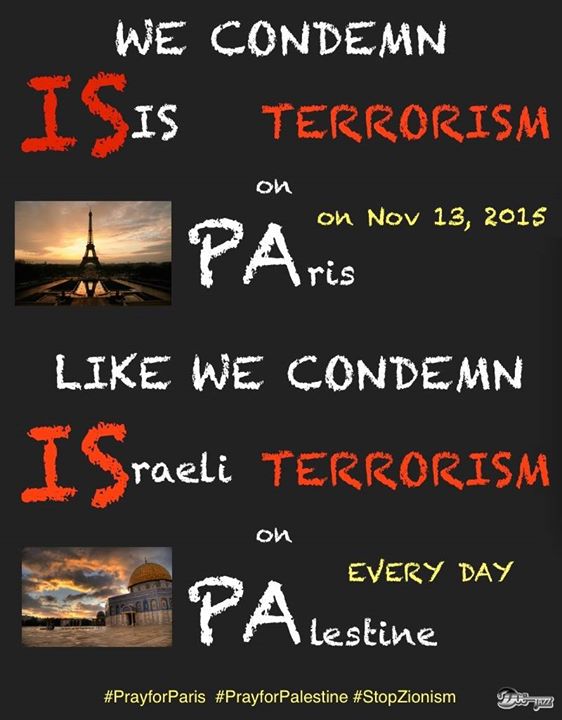 WE CONDEMN
ISIS TERRORISM
on
on Nov 13, 2015
PAris
LIKE WE CONDEMN
ISraeli TERRORISM
on
EVERY DAY
PAlestine
#PrayforParis #PrayforPalestine #StopZionism